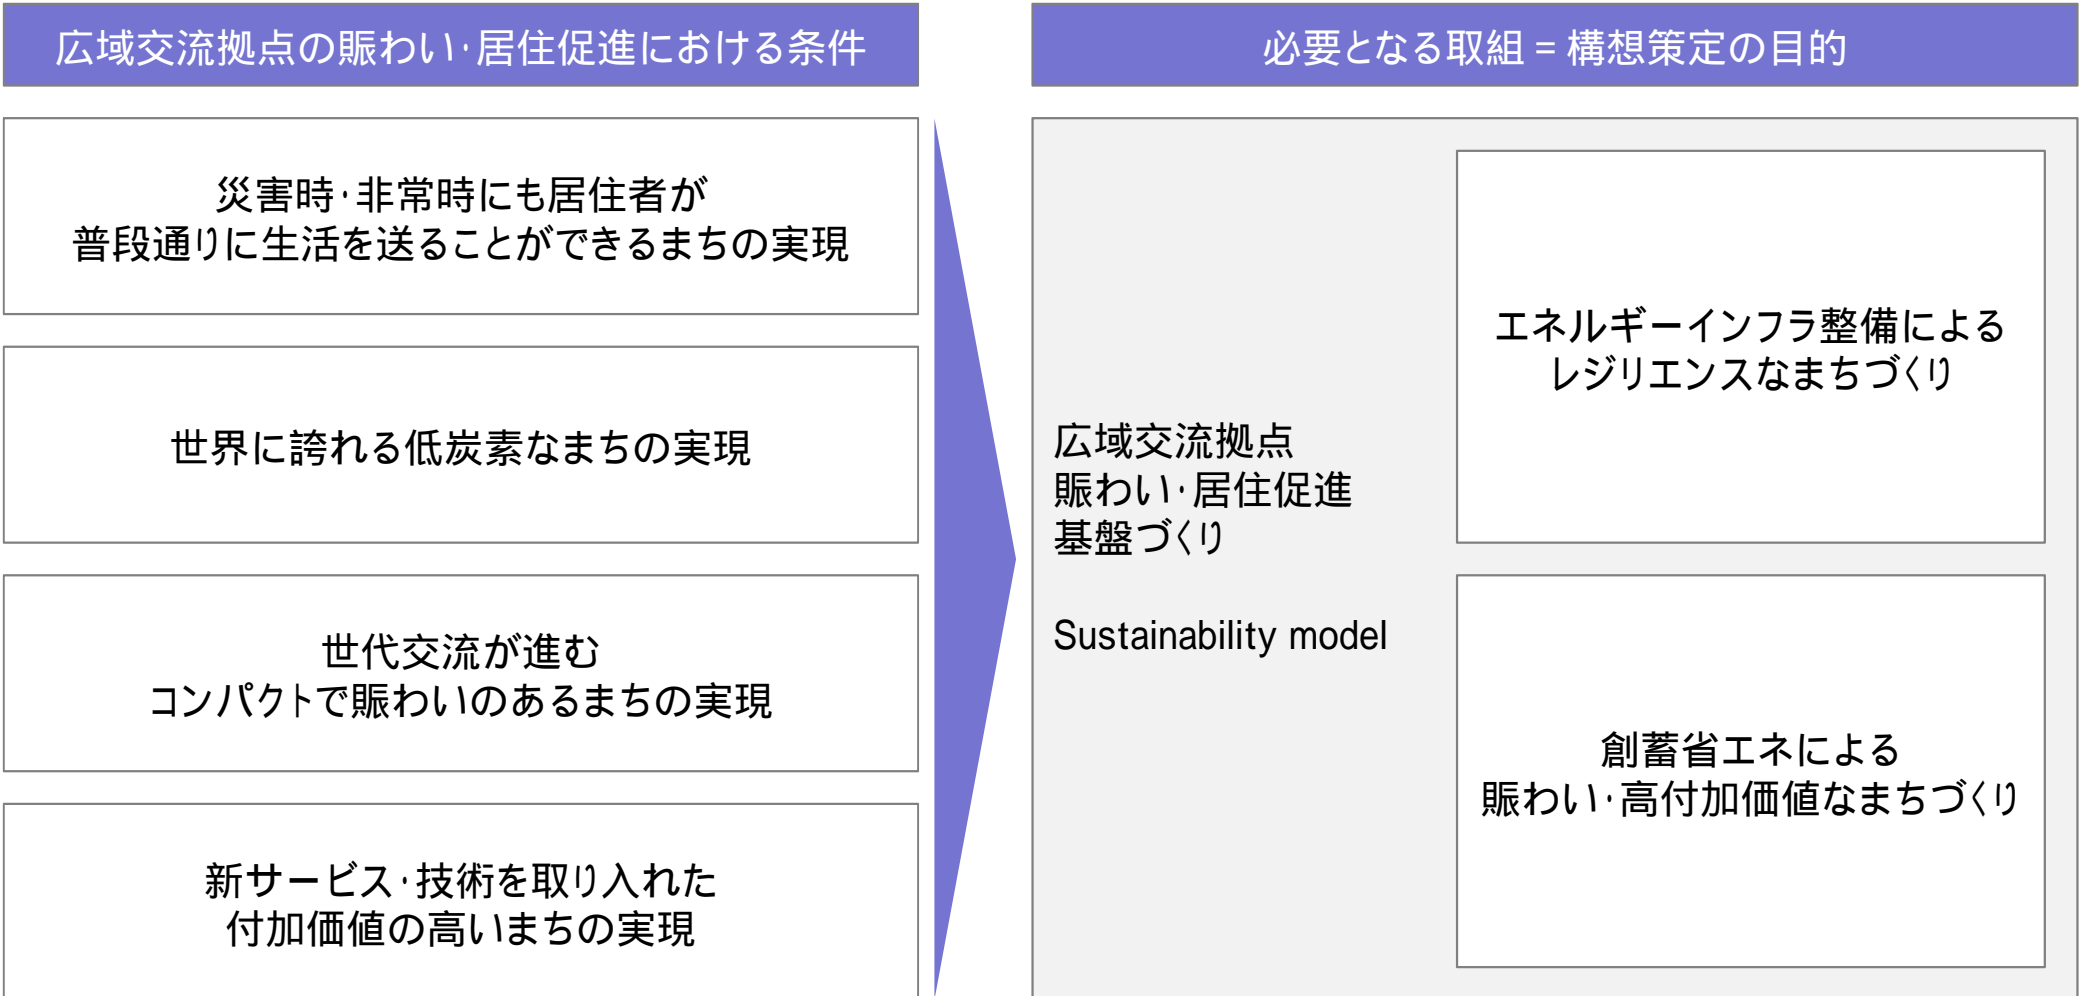 広域交流拠点の賑わい･居住促進における条件
災害時･非常時にも居住者が
普段通りに生活を送ることができるまちの実現
世界に誇れる低炭素なまちの実現
世代交流が進む
コンパクトで賑わいのあるまちの実現
新サービス･技術を取り入れた
付加価値の高いまちの実現
必要となる取組 = 構想策定の目的
広域交流拠点
賑わい･居住促進
基盤づくり
Sustainability model
エネルギーインフラ整備による
レジリエンスなまちづくり
創蓄省エネによる
賑わい･高付加価値なまちづくり